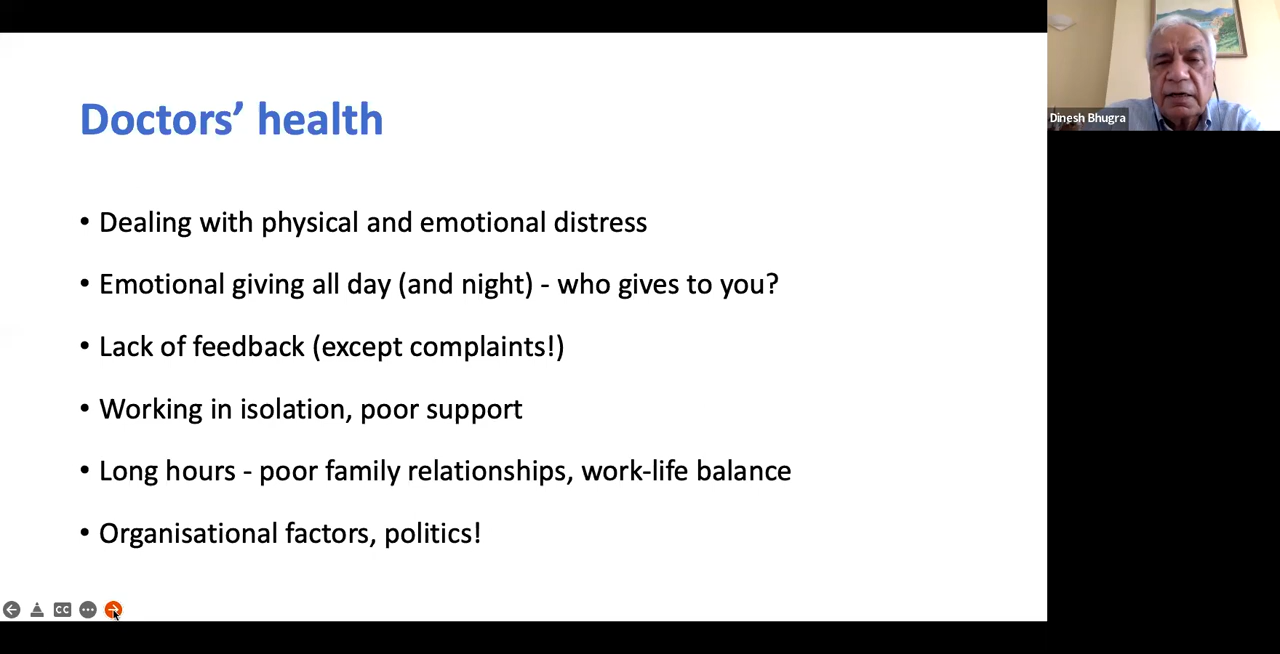 Doctors’ health
• Dealing with physical and emotional distress
• Emotional giving all day (and night) - who gives to you?
• Lack of feedback (except complaints!)
• Working in isolation, poor support
• Long hours - poor family relationships, work-life balance
• Organisational factors, politics!
CC
Dinesh Bhugra